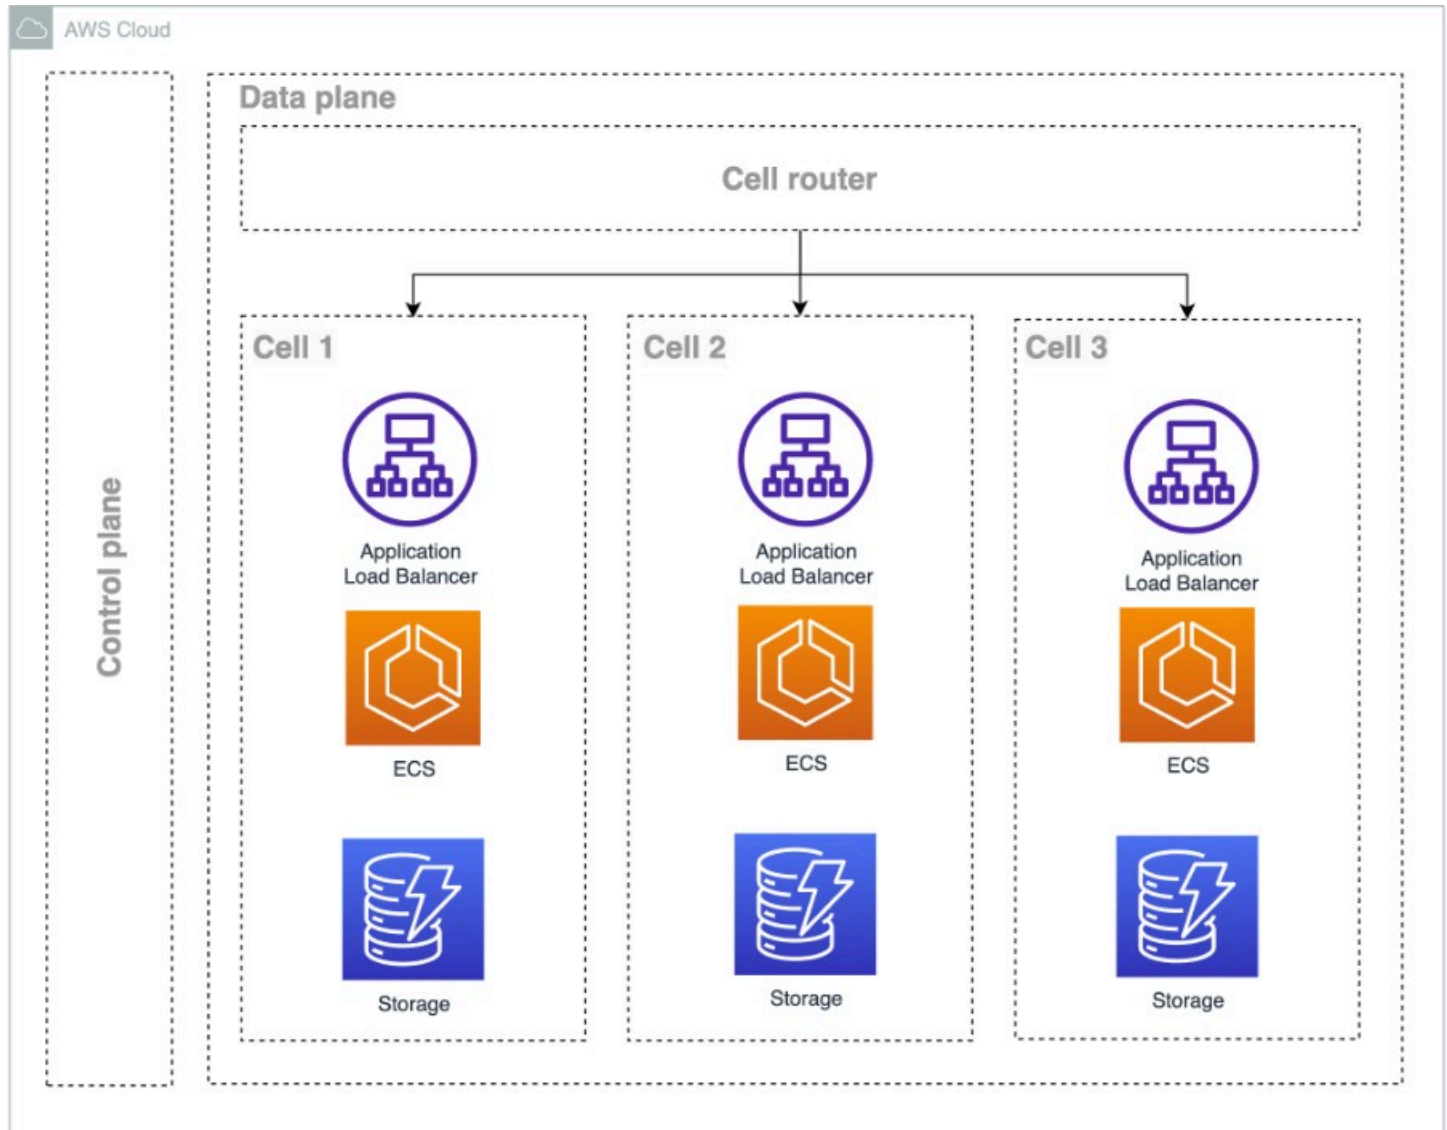 AWS Cloud
Control plane
Data plane
Cell router
Cell 1
Application
Load Balancer
ECS
Storage
Cell 2
Application
Load Balancer
ECS
Storage
Cell 3
Application
Load Balancer
ECS
Storage